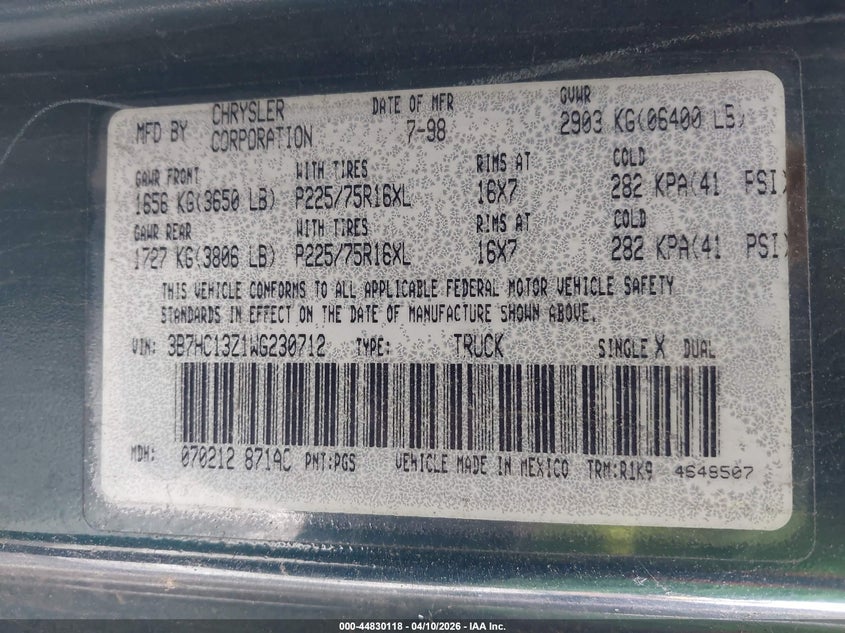 MFD BY CHRYSLER CORPORATION DATE OF MFR 7-98 GVWR 2903 KG(06400 LB)
GAWR FRONT WITH TIRES RIMS AT COLD
1656 KG(3650 LB) P225/75R16XL 16X7 282 KPA(41 PSI)
GAWR REAR WITH TIRES RIMS AT COLD
1727 KG(3806 LB) P225/75R16XL 16X7 282 KPA(41 PSI)
THIS VEHICLE CONFORMS TO ALL APPLICABLE FEDERAL MOTOR VEHICLE SAFETY
STANDARDS IN EFFECT ON THE DATE OF MANUFACTURE SHOWN ABOVE.
VIN: 3B7HC13Z1WG230712 TYPE: TRUCK SINGLE X DUAL
MDH: 070212 871AC PNT:PGS VEHICLE MADE IN MEXICO TRM:R1K9 4648507
000-44830118 - 04/10/2026 - IAA Inc.